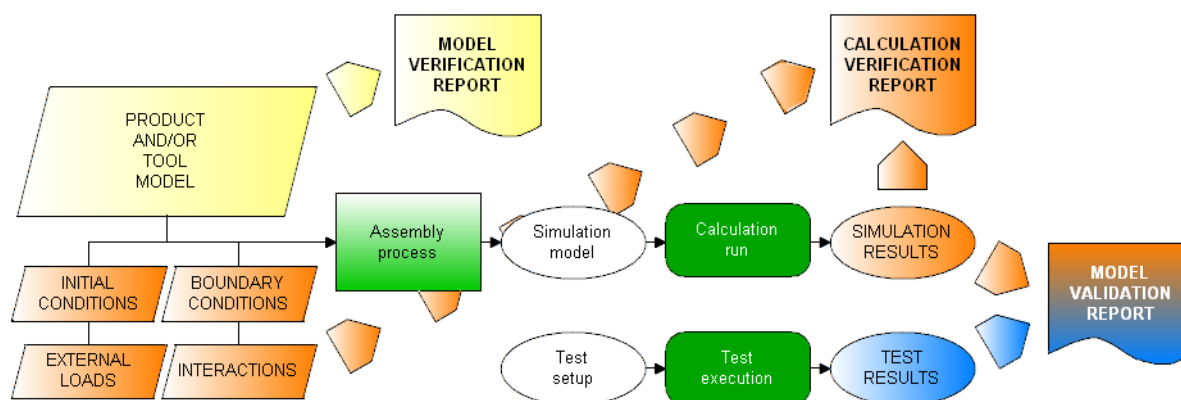 MODEL
VERIFICATION
REPORT
CALCULATION
VERIFICATION
REPORT
PRODUCT
AND/OR
TOOL
MODEL
Assembly
process
Simulation
model
Calculation
run
SIMULATION
RESULTS
INITIAL
CONDITIONS
BOUNDARY
CONDITIONS
MODEL
VALIDATION
REPORT
EXTERNAL
LOADS
INTERACTIONS
Test
setup
Test
execution
TEST
RESULTS